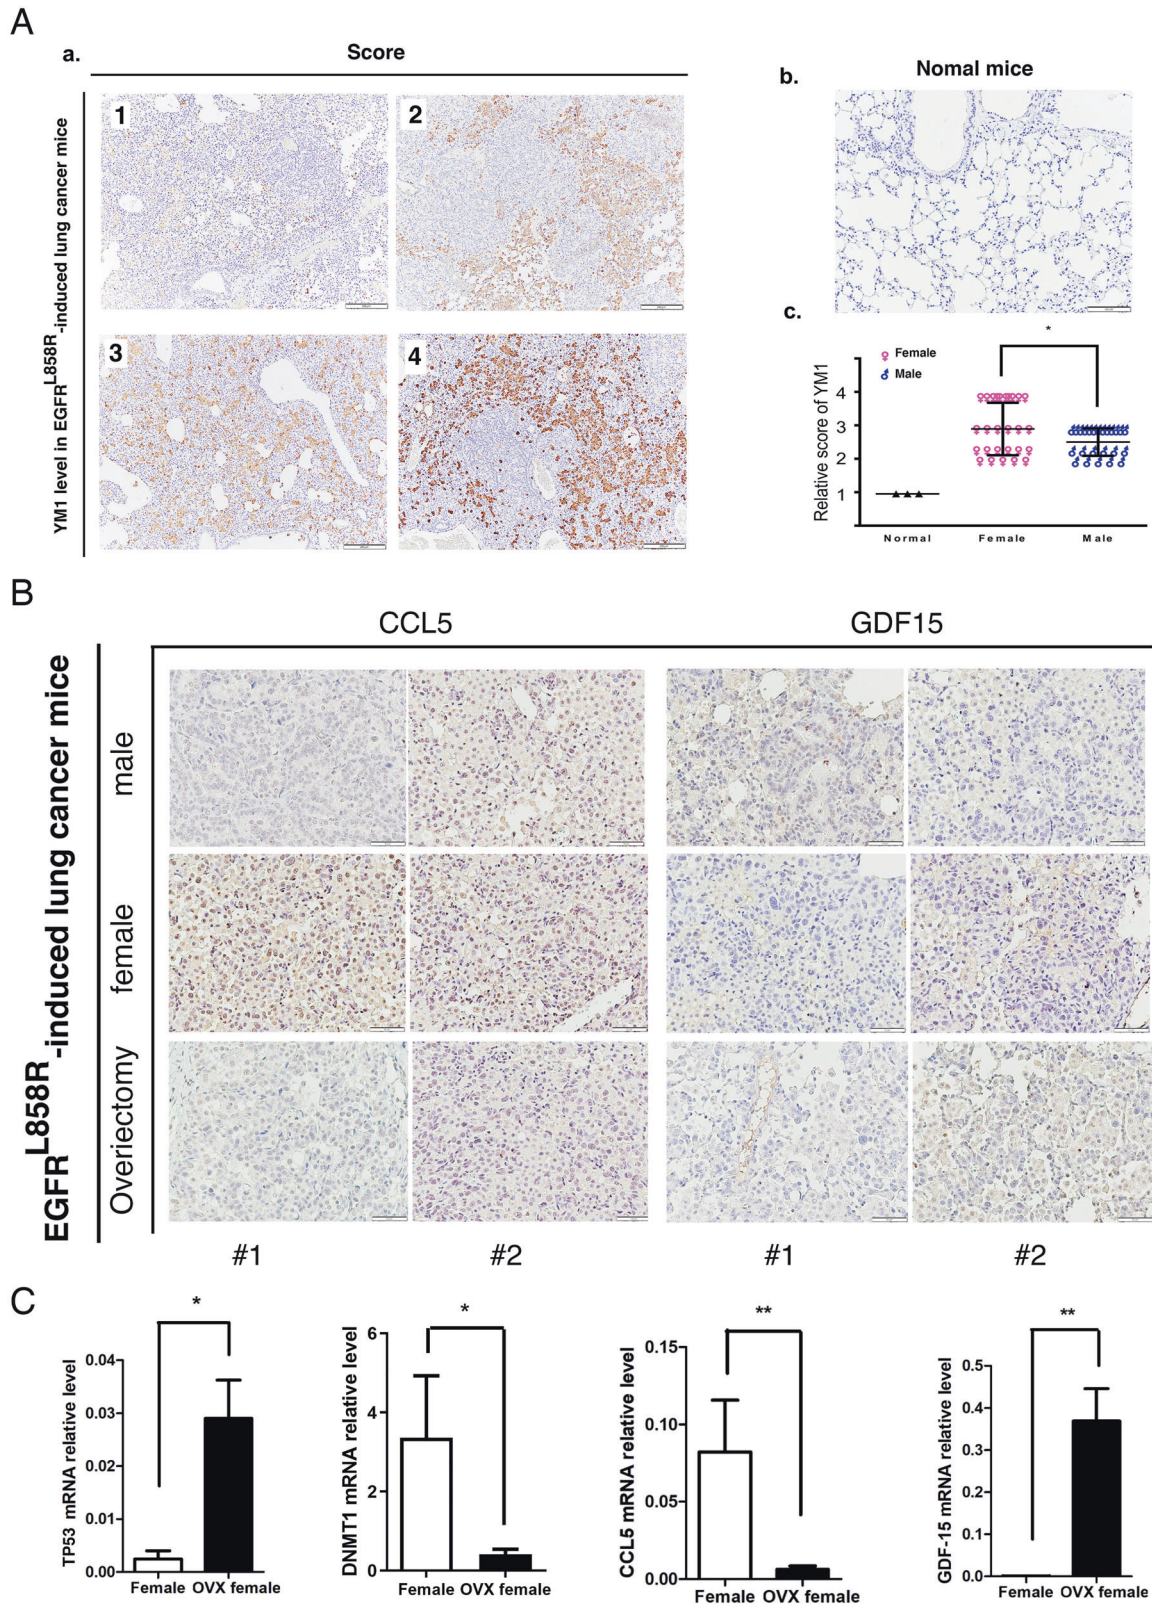 A
a.
Score
YM1 level in EGFR^L858R-induced lung cancer mice
1
2
3
4
b.
Nomal mice
c.
*
Female
Male
Relative score of YM1
4
3
2
1
Normal
Female
Male
B
CCL5
GDF15
EGFR^L858R-induced lung cancer mice
male
female
Overiectomy
#1
#2
#1
#2
C
*
TP53 mRNA relative level
0.04
0.03
0.02
0.01
0.00
Female
OVX female
*
DNMT1 mRNA relative level
6
4
2
0
Female
OVX female
**
CCL5 mRNA relative level
0.15
0.10
0.05
0.00
Female
OVX female
**
GDF-15 mRNA relative level
0.5
0.4
0.3
0.2
0.1
0.0
Female
OVX female